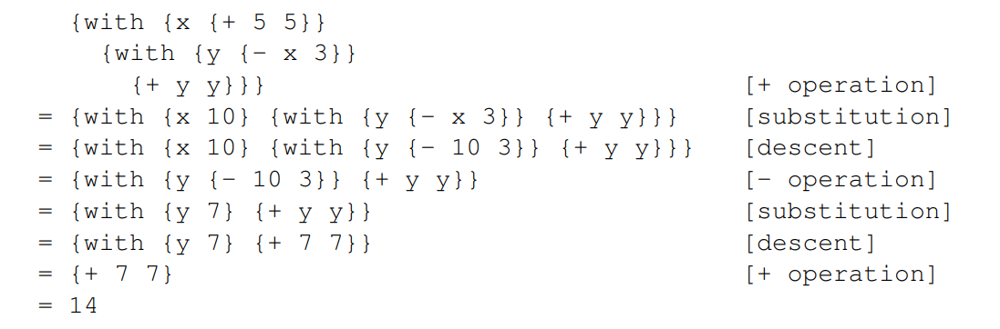 {with {x {+ 5 5}}
{with {y {- x 3}}
{+ y y}}} [+ operation]
= {with {x 10} {with {y {- x 3}} {+ y y}}} [substitution]
= {with {x 10} {with {y {- 10 3}} {+ y y}}} [descent]
= {with {y {- 10 3}} {+ y y}} [- operation]
= {with {y 7} {+ y y}} [substitution]
= {with {y 7} {+ 7 7}} [descent]
= {+ 7 7} [+ operation]
= 14